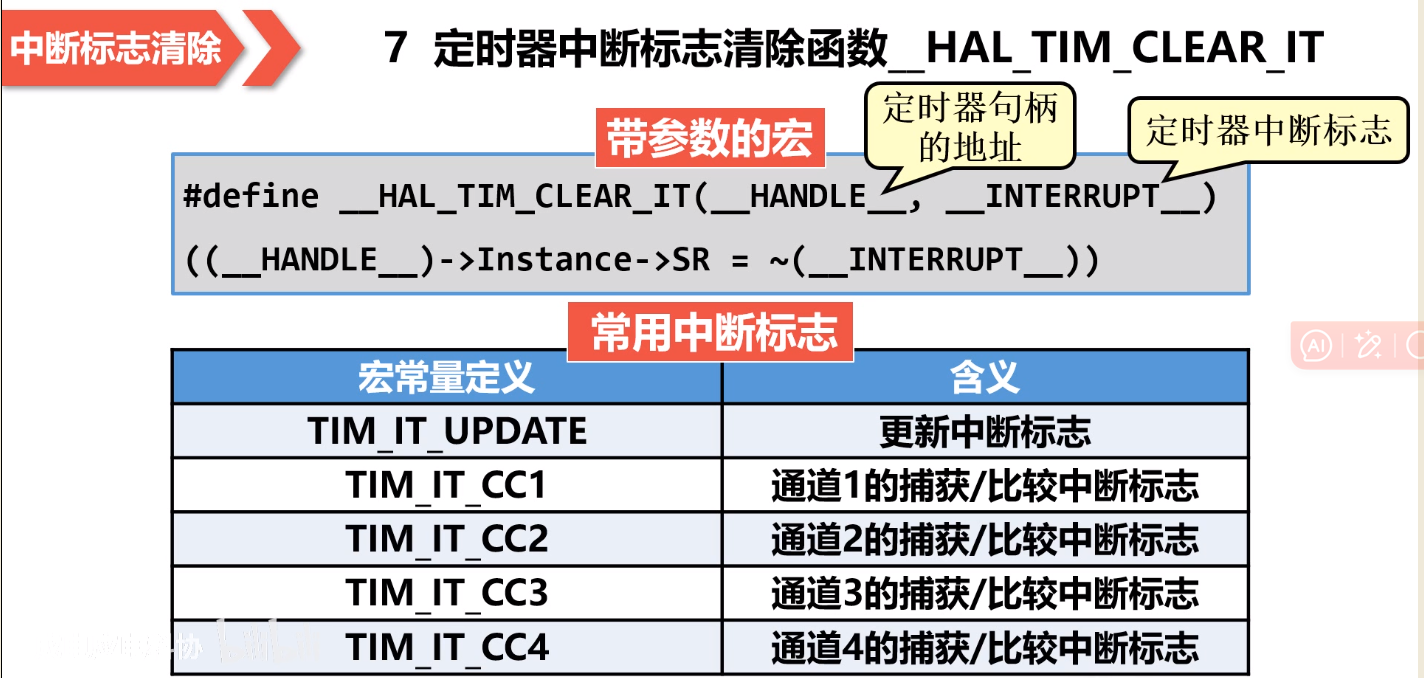 中断标志清除
7 定时器中断标志清除函数__HAL_TIM_CLEAR_IT
定时器句柄
的地址
定时器中断标志
带参数的宏
#define __HAL_TIM_CLEAR_IT(__HANDLE__, __INTERRUPT__)
((__HANDLE__)->Instance->SR = ~(__INTERRUPT__))
常用中断标志
宏常量定义 含义
TIM_IT_UPDATE 更新中断标志
TIM_IT_CC1 通道1的捕获/比较中断标志
TIM_IT_CC2 通道2的捕获/比较中断标志
TIM_IT_CC3 通道3的捕获/比较中断标志
TIM_IT_CC4 通道4的捕获/比较中断标志
AI